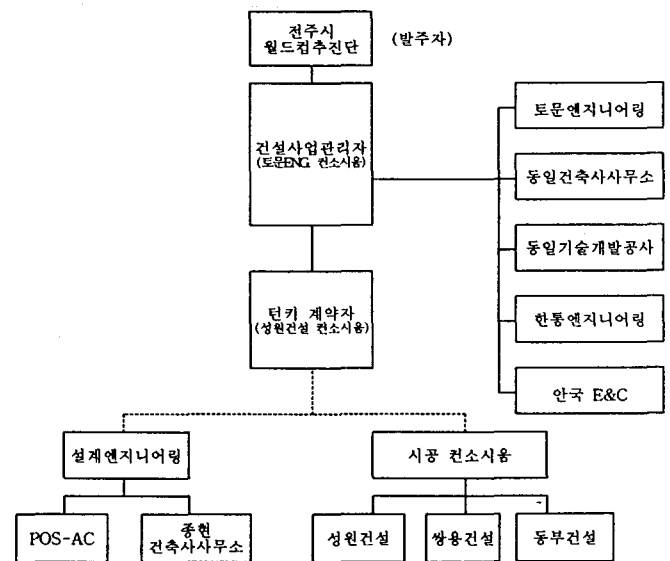 전주시
월드컵추진단
(발주자)
건설사업관리자
(토문ENG. 컨소시움)
토문엔지니어링
동일건축사사무소
동일기술개발공사
한통엔지니어링
안국 E&C
턴키 계약자
(성원건설 컨소시움)
설계엔지니어링
시공 컨소시움
POS-AC
종현
건축사사무소
성원건설
쌍용건설
동부건설